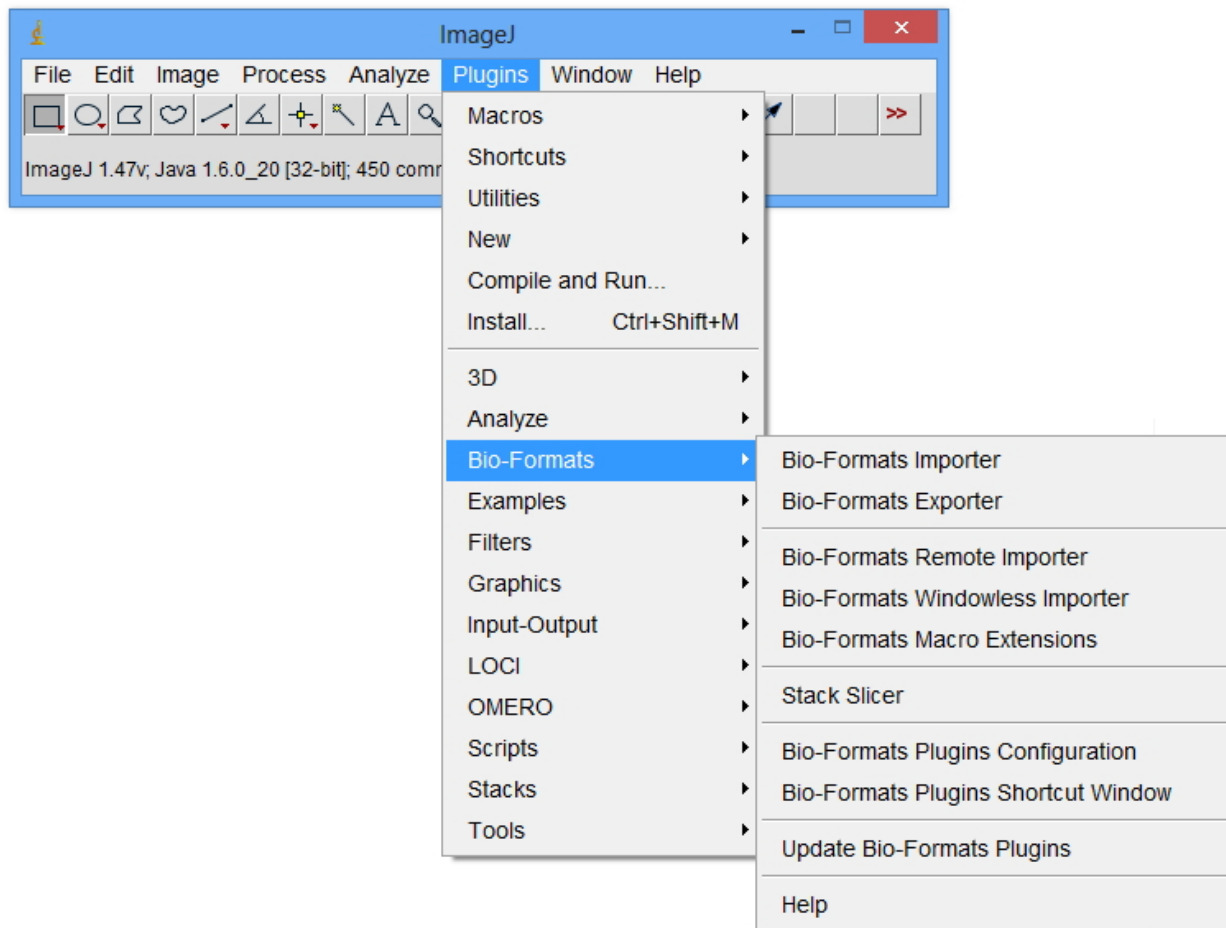 ImageJ
File Edit Image Process Analyze Plugins Window Help
A >>
ImageJ 1.47v; Java 1.6.0_20 [32-bit]; 450
Macros
Shortcuts
Utilities
New
Compile and Run...
Install... Ctrl+Shift+M
3D
Analyze
Bio-Formats
Examples
Filters
Graphics
Input-Output
LOCI
OMERO
Scripts
Stacks
Tools
Bio-Formats Importer
Bio-Formats Exporter
Bio-Formats Remote Importer
Bio-Formats Windowless Importer
Bio-Formats Macro Extensions
Stack Slicer
Bio-Formats Plugins Configuration
Bio-Formats Plugins Shortcut Window
Update Bio-Formats Plugins
Help